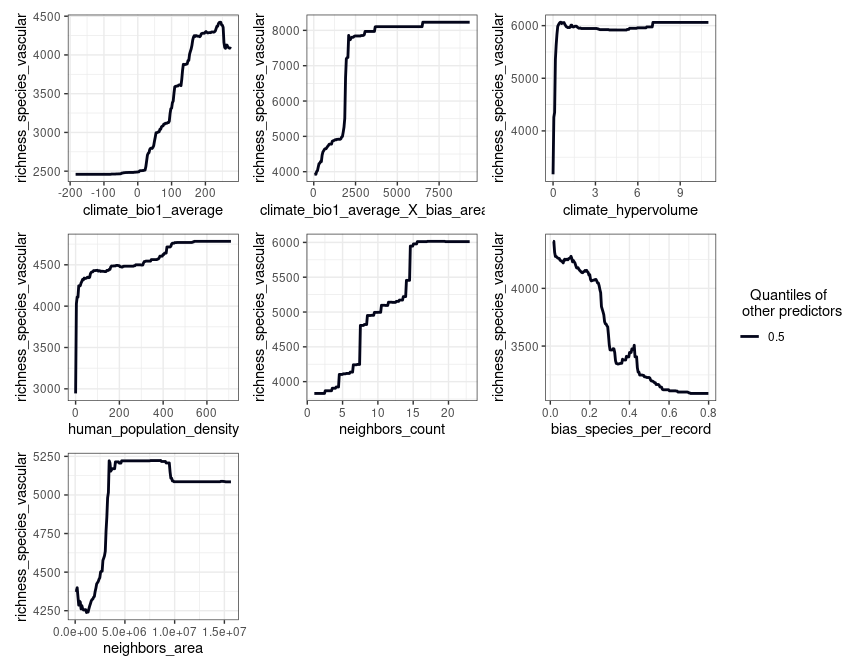 richness_species_vascular
4500
4000
3500
3000
2500
-200 -100 0 100 200
climate_bio1_average
richness_species_vascular
8000
7000
6000
5000
4000
0 2500 5000 7500
climate_bio1_average_X_bias_area
richness_species_vascular
6000
5000
4000
0 3 6 9
climate_hypervolume
richness_species_vascular
4500
4000
3500
3000
0 200 400 600
human_population_density
richness_species_vascular
6000
5500
5000
4500
4000
0 5 10 15 20
neighbors_count
richness_species_vascular
4000
3500
0.0 0.2 0.4 0.6 0.8
bias_species_per_record
Quantiles of
other predictors
0.5
richness_species_vascular
5250
5000
4750
4500
4250
0.0e+00 5.0e+06 1.0e+07 1.5e+07
neighbors_area